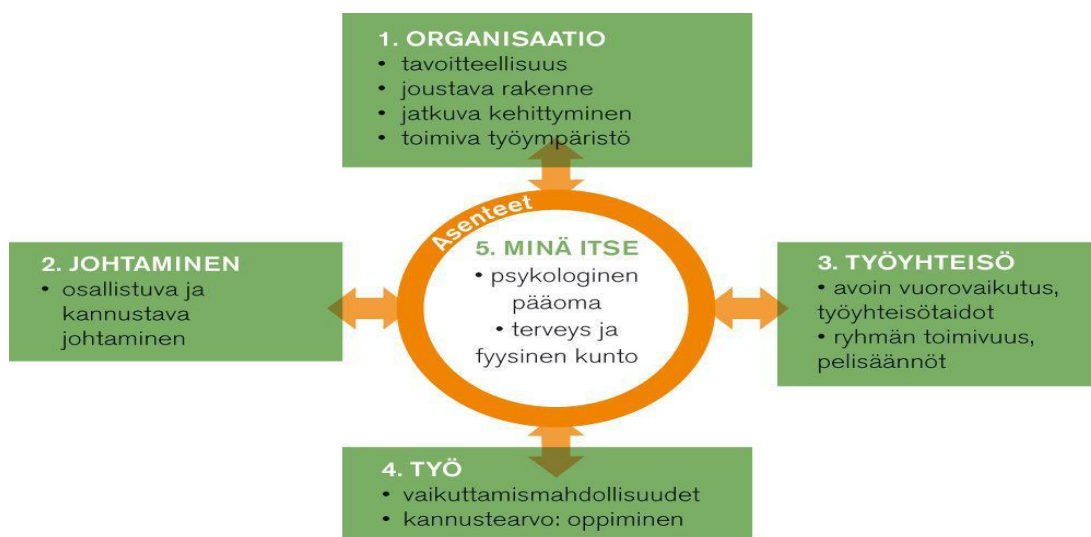 1. ORGANISAATIO
• tavoitteellisuus
• joustava rakenne
• jatkuva kehittyminen
• toimiva työympäristö
Asenteet
2. JOHTAMINEN
• osallistuva ja
kannustava
johtaminen
5. MINÄ ITSE
• psykologinen
pääoma
• terveys ja
fyysinen kunto
3. TYÖYHTEISÖ
• avoin vuorovaikutus,
työyhteisötaidot
• ryhmän toimivuus,
pelisäännöt
4. TYÖ
• vaikuttamismahdollisuudet
• kannustearvo: oppiminen